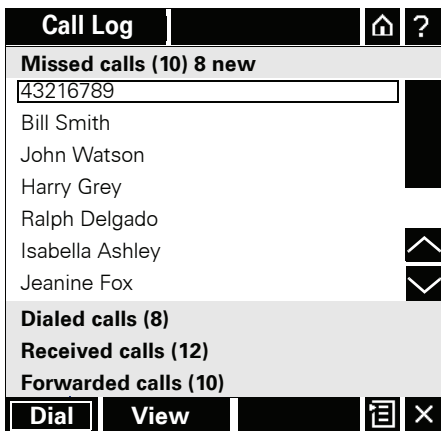 Call Log ?
Missed calls (10) 8 new
43216789
Bill Smith
John Watson
Harry Grey
Ralph Delgado
Isabella Ashley
Jeanine Fox
Dialed calls (8)
Received calls (12)
Forwarded calls (10)
Dial View